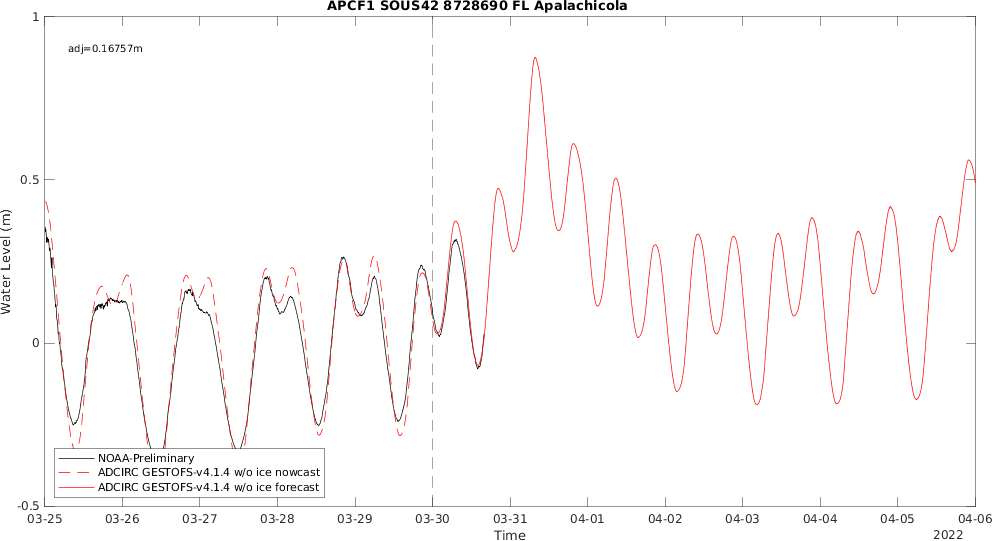 APCF1 SOUS42 8728690 FL Apalachicola
adj=0.16757m
1
0.5
0
-0.5
Water Level (m)
NOAA-Preliminary
ADCIRC GESTOFS-v4.1.4 w/o ice nowcast
ADCIRC GESTOFS-v4.1.4 w/o ice forecast
03-25 03-26 03-27 03-28 03-29 03-30 03-31 04-01 04-02 04-03 04-04 04-05 04-06
Time
2022